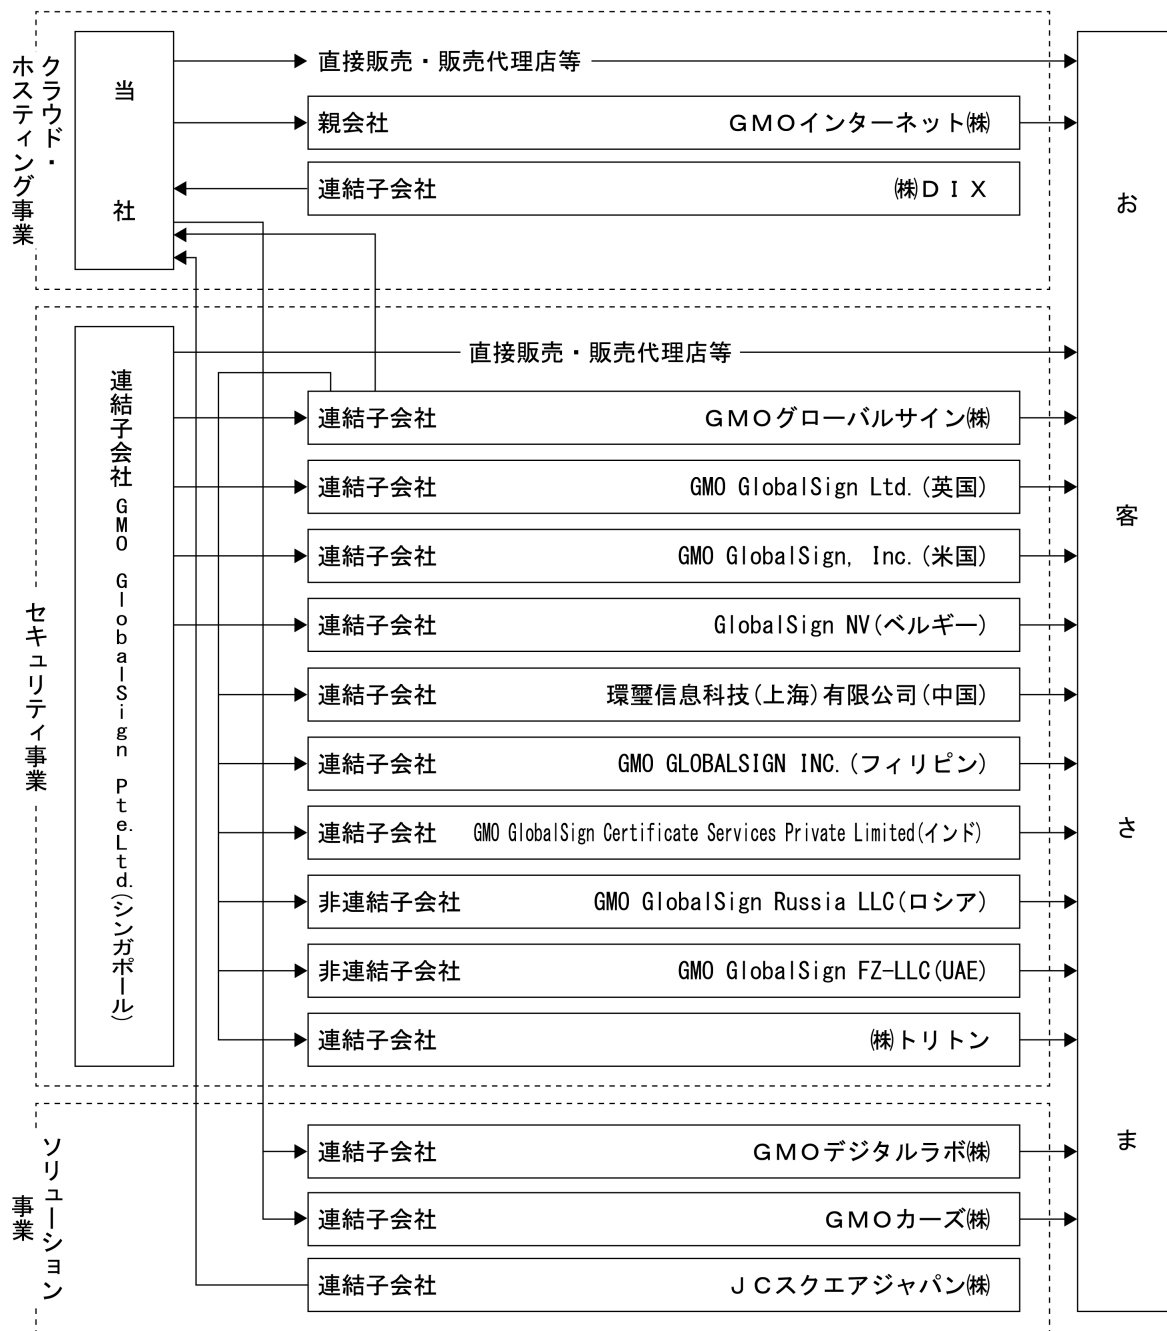 クラウド・
ホスティング事業
当社
直接販売・販売代理店等
親会社 GMOインターネット㈱
連結子会社 ㈱DIX
セキュリティ事業
連結子会社 GMO GlobalSign Pte.Ltd.(シンガポール)
直接販売・販売代理店等
連結子会社 GMOグローバルサイン㈱
連結子会社 GMO GlobalSign Ltd.(英国)
連結子会社 GMO GlobalSign, Inc.(米国)
連結子会社 GlobalSign NV(ベルギー)
連結子会社 環璽信息科技(上海)有限公司(中国)
連結子会社 GMO GLOBALSIGN INC.(フィリピン)
連結子会社 GMO GlobalSign Certificate Services Private Limited(インド)
非連結子会社 GMO GlobalSign Russia LLC(ロシア)
非連結子会社 GMO GlobalSign FZ-LLC(UAE)
連結子会社 ㈱トリトン
ソリューション
事業
連結子会社 GMOデジタルラボ㈱
連結子会社 GMOカーズ㈱
連結子会社 JCスクエアジャパン㈱
お客さま